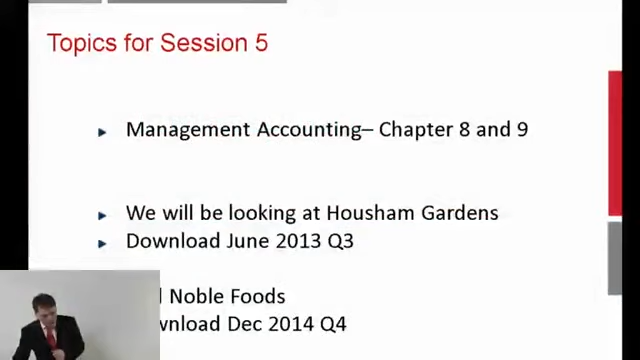 Topics for Session 5
Management Accounting– Chapter 8 and 9
We will be looking at Housham Gardens
Download June 2013 Q3
Noble Foods
Dec 2014 Q4